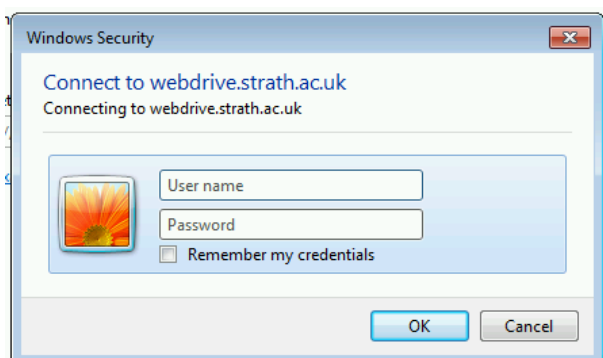 Windows Security
Connect to webdrive.strath.ac.uk
Connecting to webdrive.strath.ac.uk
User name
Password
Remember my credentials
OK Cancel